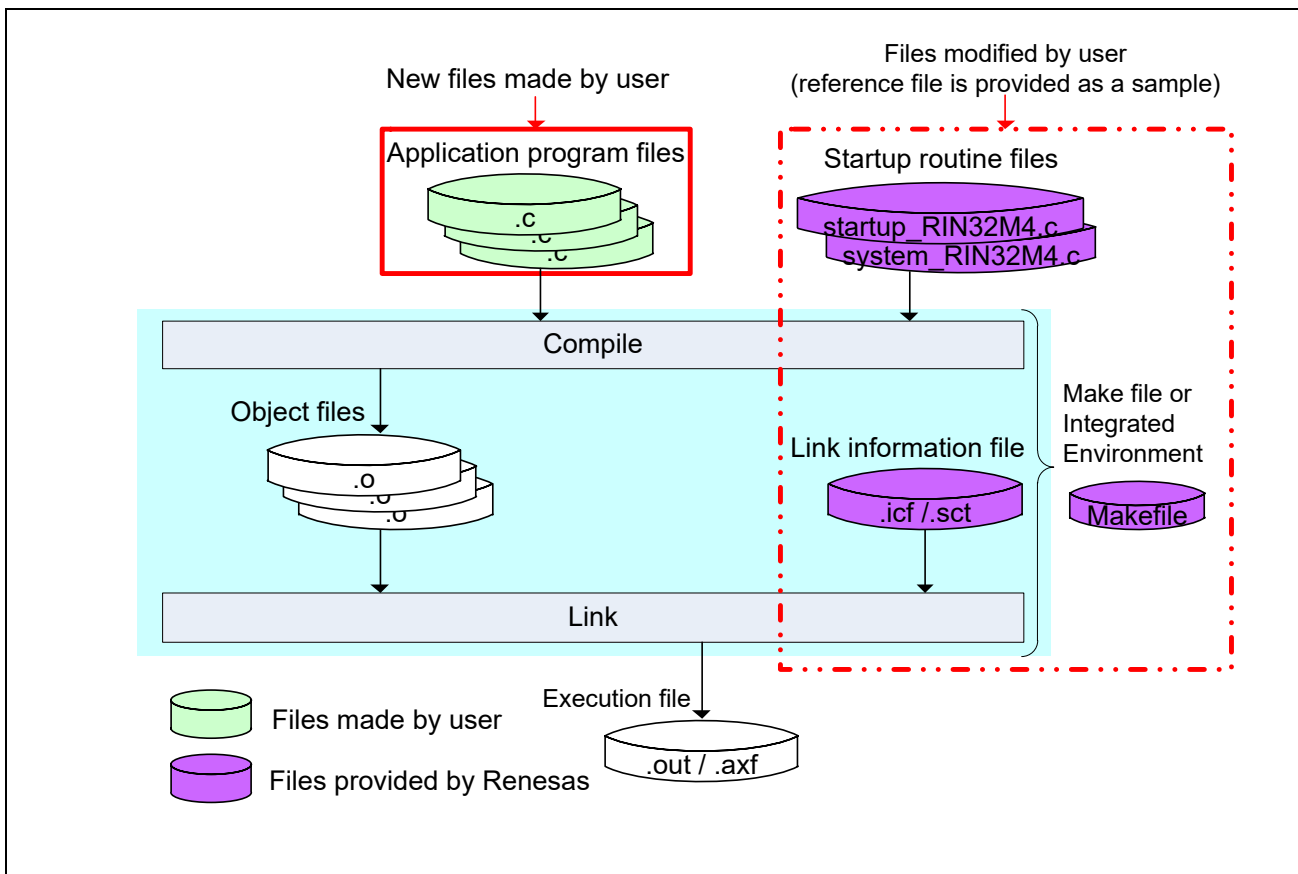 New files made by user
Files modified by user
(reference file is provided as a sample)
Application program files
.c
.c
.c
Startup routine files
startup_RIN32M4.c
system_RIN32M4.c
Compile
Object files
.o
.o
.o
Link information file
.icf /.sct
Make file or
Integrated
Environment
Makefile
Link
Execution file
.out / .axf
Files made by user
Files provided by Renesas